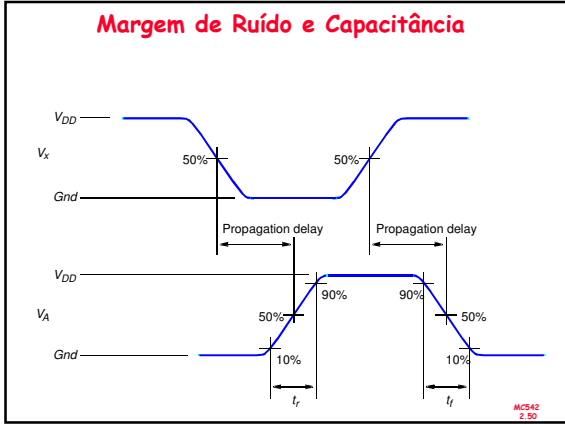 Margem de Ruído e Capacitância
V_DD
V_x
50%
50%
Gnd
Propagation delay
Propagation delay
V_DD
90%
90%
V_A
50%
50%
Gnd
10%
10%
t_r
t_f
MC542
2.50